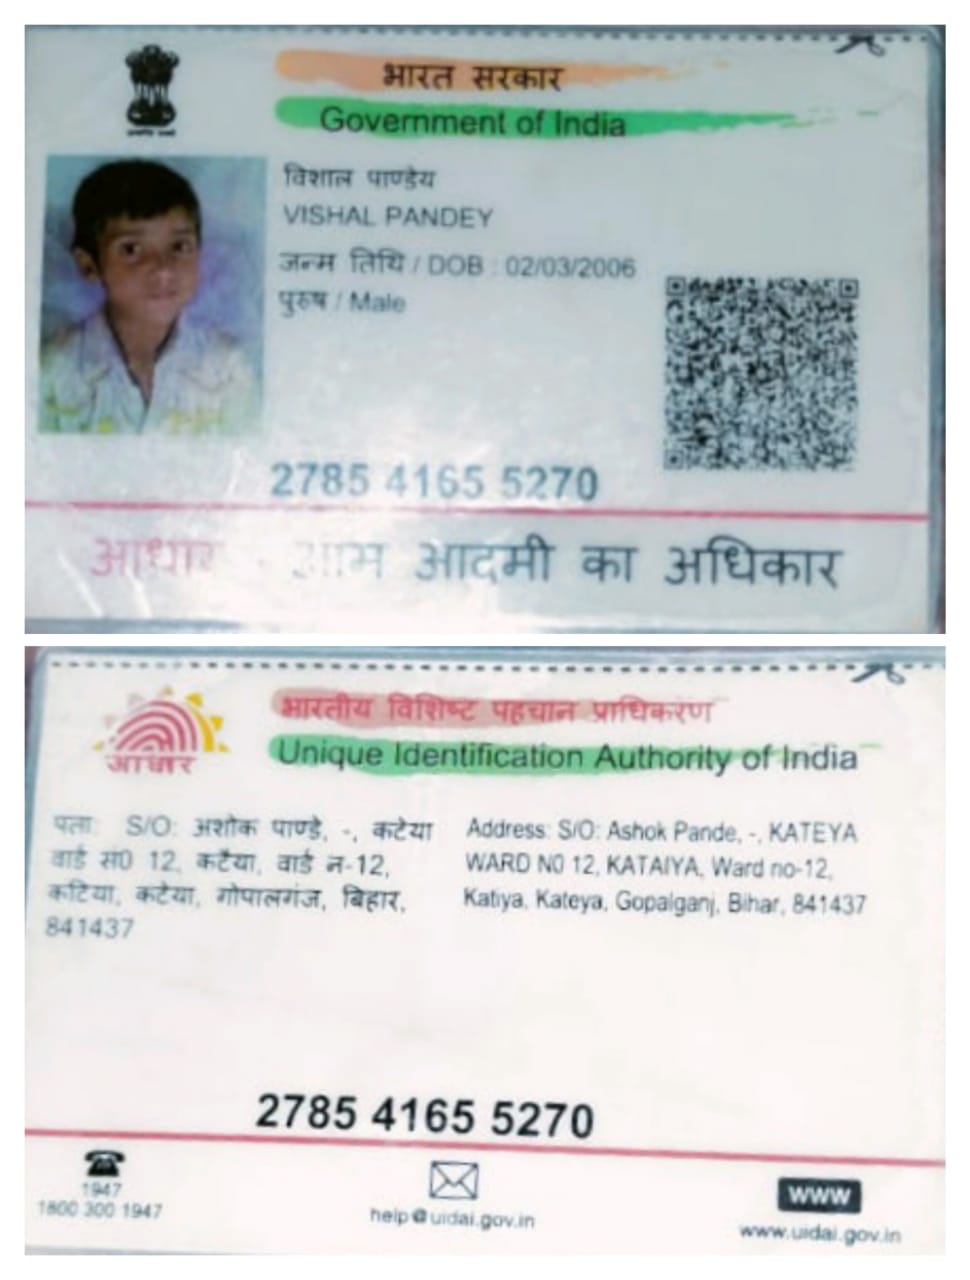 भारत सरकार
Government of India
विशाल पाण्डेय
VISHAL PANDEY
जन्म तिथि / DOB : 02/03/2006
पुरुष / Male
2785 4165 5270
आधार - आम आदमी का अधिकार
भारतीय विशिष्ट पहचान प्राधिकरण
Unique Identification Authority of India
आधार
पता: S/O: अशोक पाण्डे, -, कटेया
वार्ड सं0 12, कटैया, वार्ड न-12,
कटिया, कटेया, गोपालगंज, बिहार,
841437
Address: S/O: Ashok Pande, -, KATEYA
WARD N0 12, KATAIYA, Ward no-12,
Katiya, Kateya, Gopalganj, Bihar, 841437
2785 4165 5270
1947
1800 300 1947
help@uidai.gov.in
www
www.uidai.gov.in